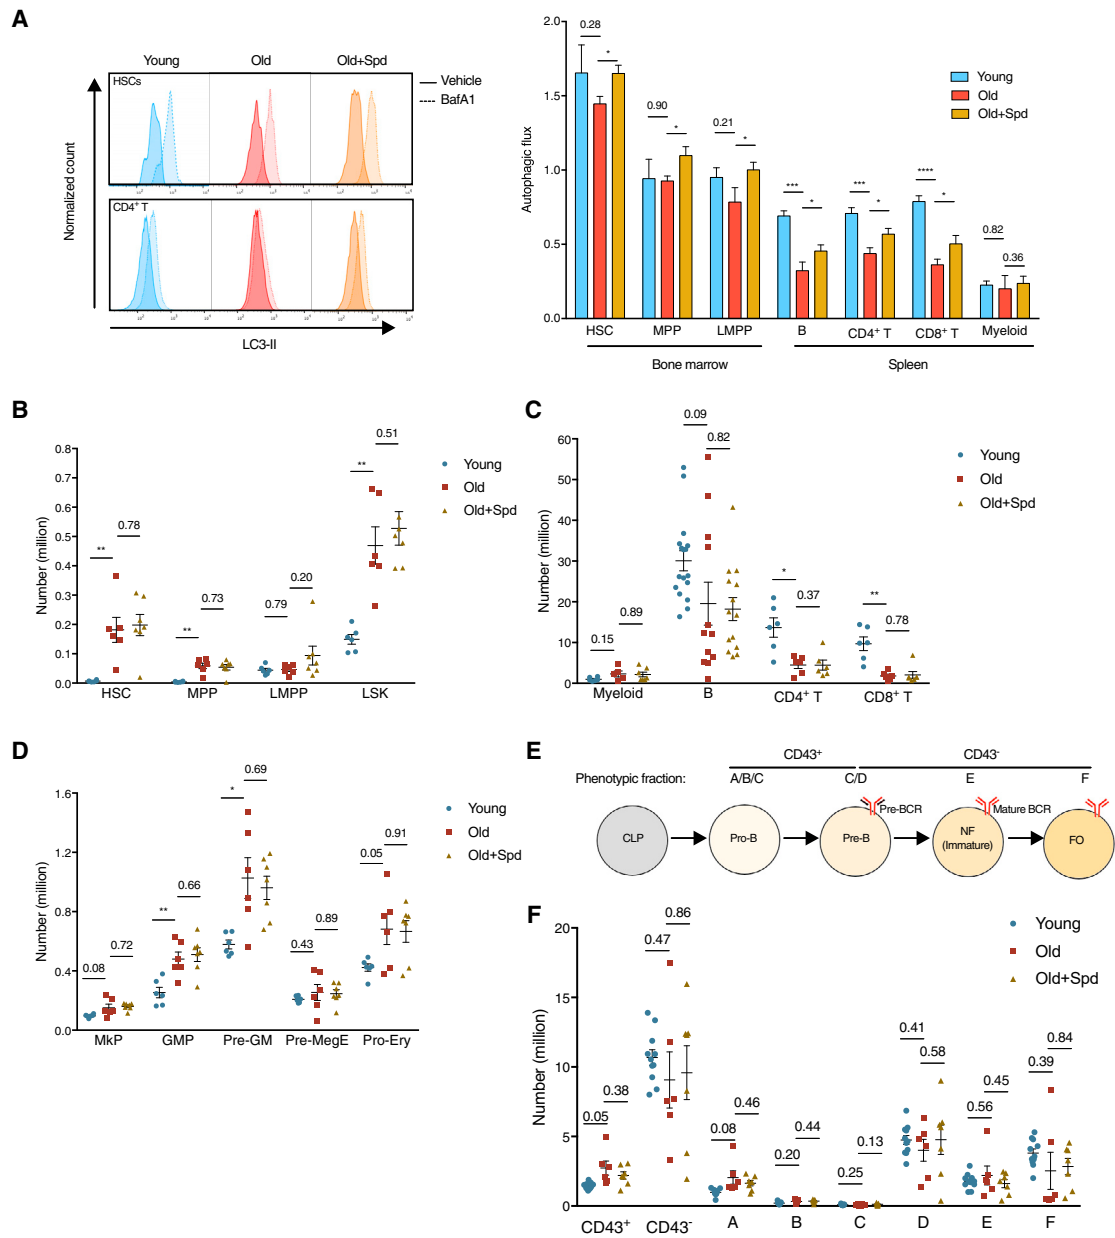 A
Young
Old
Old+Spd
HSCs
CD4⁺ T
Vehicle
BafA1
Normalized count
LC3-II
2.0
1.5
1.0
0.5
0.0
Autophagic flux
0.28
*
0.90
*
0.21
*
***
*
***
*
****
*
0.82
0.36
Young
Old
Old+Spd
HSC
MPP
LMPP
B
CD4⁺ T
CD8⁺ T
Myeloid
Bone marrow
Spleen
B
0.8
0.7
0.6
0.5
0.4
0.3
0.2
0.1
0.0
Number (million)
**
0.78
**
0.73
0.79
0.20
**
0.51
Young
Old
Old+Spd
HSC
MPP
LMPP
LSK
C
60
50
40
30
20
10
0
Number (million)
0.15
0.89
0.09
0.82
*
0.37
**
0.78
Young
Old
Old+Spd
Myeloid
B
CD4⁺ T
CD8⁺ T
D
1.6
1.2
0.8
0.4
0.0
Number (million)
0.08
0.72
**
0.66
*
0.69
0.43
0.89
0.05
0.91
Young
Old
Old+Spd
MkP
GMP
Pre-GM
Pre-MegE
Pro-Ery
E
CD43⁺
CD43⁻
Phenotypic fraction:
A/B/C
C/D
E
F
CLP
Pro-B
Pre-B
Pre-BCR
NF
(Immature)
Mature BCR
FO
F
20
15
10
5
0
Number (million)
0.05
0.38
0.47
0.86
0.08
0.46
0.20
0.44
0.25
0.13
0.41
0.58
0.56
0.45
0.39
0.84
Young
Old
Old+Spd
CD43⁺
CD43⁻
A
B
C
D
E
F